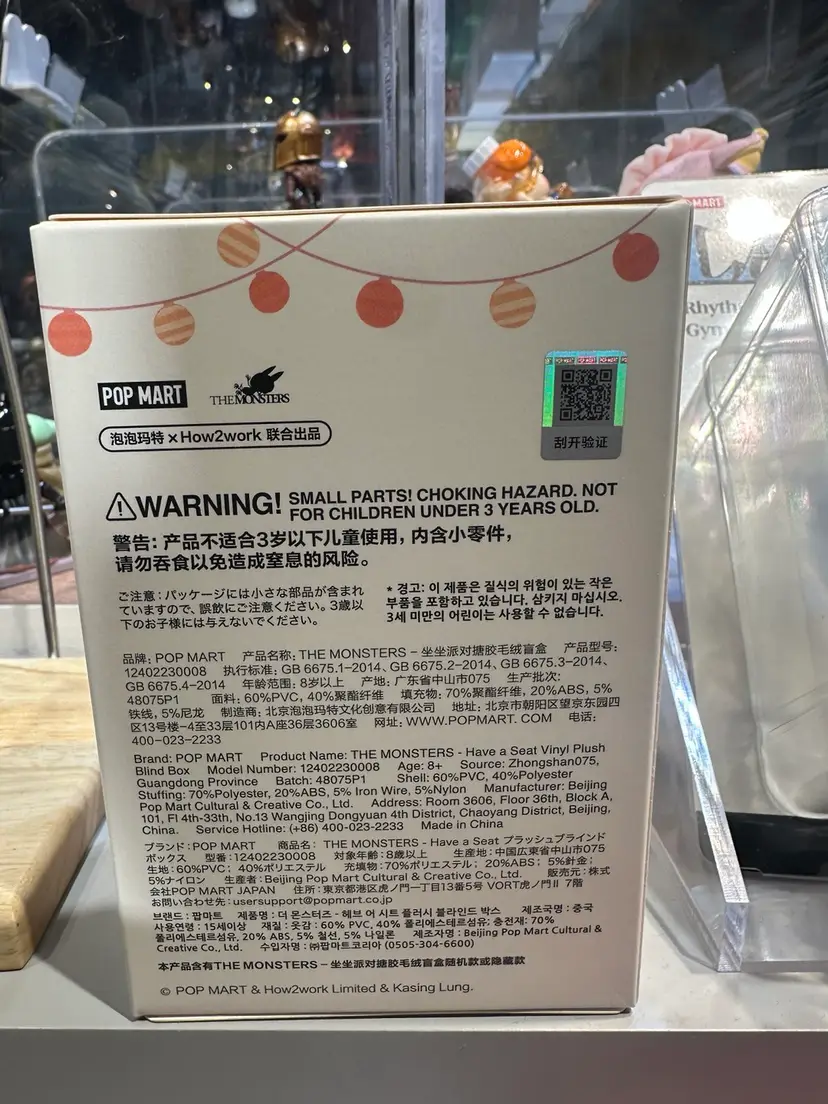 MART
Rhyth
Gym
POP MART
THE MONSTERS
泡泡玛特 × How2work 联合出品
刮开验证
WARNING! SMALL PARTS! CHOKING HAZARD. NOT
FOR CHILDREN UNDER 3 YEARS OLD.
警告: 产品不适合3岁以下儿童使用，内含小零件，
请勿吞食以免造成窒息的风险。
ご注意：パッケージには小さな部品が含まれ
ていますので、誤飲にご注意ください。3歳以
下のお子様には与えないでください。
* 경고: 이 제품은 질식의 위험이 있는 작은
부품을 포함하고 있습니다. 삼키지 마십시오.
3세 미만의 어린이는 사용할 수 없습니다.
品牌: POP MART 产品名称: THE MONSTERS – 坐坐派对搪胶毛绒盲盒 产品型号:
12402230008 执行标准: GB 6675.1–2014、GB 6675.2–2014、GB 6675.3–2014、
GB 6675.4–2014 年龄范围: 8岁以上 产地: 广东省中山市075 生产批次:
48075P1 面料: 60%PVC, 40%聚酯纤维 填充物: 70%聚酯纤维, 20%ABS, 5%
铁线, 5%尼龙 制造商: 北京泡泡玛特文化创意有限公司 地址: 北京市朝阳区望京东园四
区13号楼–4至33层101内A座36层3606室 网址: WWW.POPMART. COM 电话:
400–023–2233
Brand: POP MART Product Name: THE MONSTERS - Have a Seat Vinyl Plush
Blind Box Model Number: 12402230008 Age: 8+ Source: Zhongshan075,
Guangdong Province Batch: 48075P1 Shell: 60%PVC, 40%Polyester
Stuffing: 70%Polyester, 20%ABS, 5% Iron Wire, 5%Nylon Manufacturer: Beijing
Pop Mart Cultural & Creative Co., Ltd. Address: Room 3606, Floor 36th, Block A,
101, Fl 4th-33th, No.13 Wangjing Dongyuan 4th District, Chaoyang District, Beijing,
China. Service Hotline: (+86) 400-023-2233 Made in China
ブランド：POP MART 商品名： THE MONSTERS - Have a Seat プラッシュブラインド
ボックス 型番：12402230008 対象年齢：8歳以上 生産地：中国広東省中山市075
生地：60%PVC； 40%ポリエステル 充填物：70%ポリエステル； 20%ABS； 5%針金；
5%ナイロン 生産者：Beijing Pop Mart Cultural & Creative Co., Ltd. 販売元：株式
会社POP MART JAPAN 住所：東京都港区虎ノ門一丁目13番5号 VORT虎ノ門II 7階
お問い合わせ先：usersupport@popmart.co.jp
브랜드 : 팝마트 제품명 : 더 몬스터즈 - 헤브 어 시트 플러시 블라인드 박스 제조국명 : 중국
사용연령 : 15세이상 재질 : 옷감 : 60% PVC, 40% 폴리에스테르섬유; 충전재: 70%
폴리에스테르섬유, 20% ABS, 5% 철선, 5% 나일론 제조자명 : Beijing Pop Mart Cultural &
Creative Co., Ltd. 수입자명 : ㈜팝마트코리아 (0505-304-6600)
本产品含有THE MONSTERS – 坐坐派对搪胶毛绒盲盒随机款或隐藏款
© POP MART & How2work Limited & Kasing Lung.